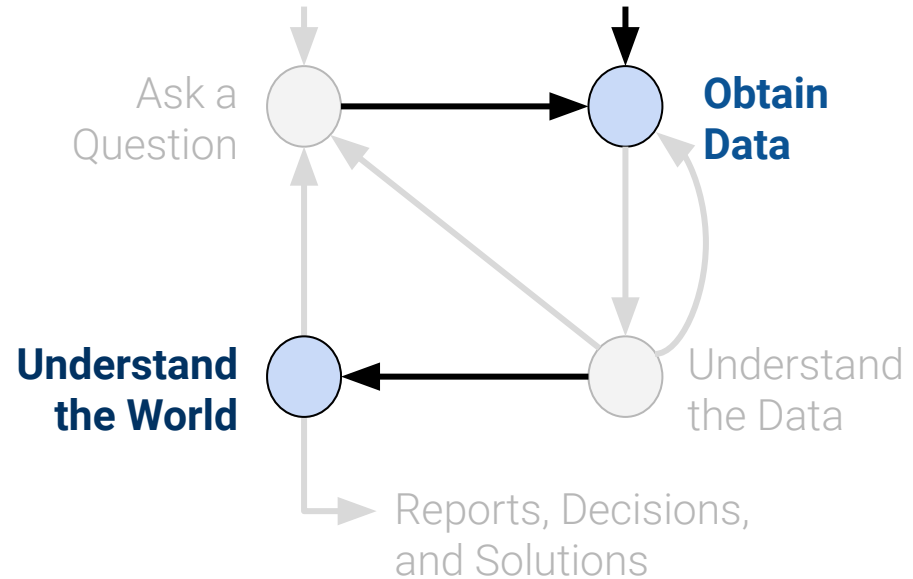 Ask a
Question
Obtain
Data
Understand
the World
Understand
the Data
Reports, Decisions,
and Solutions